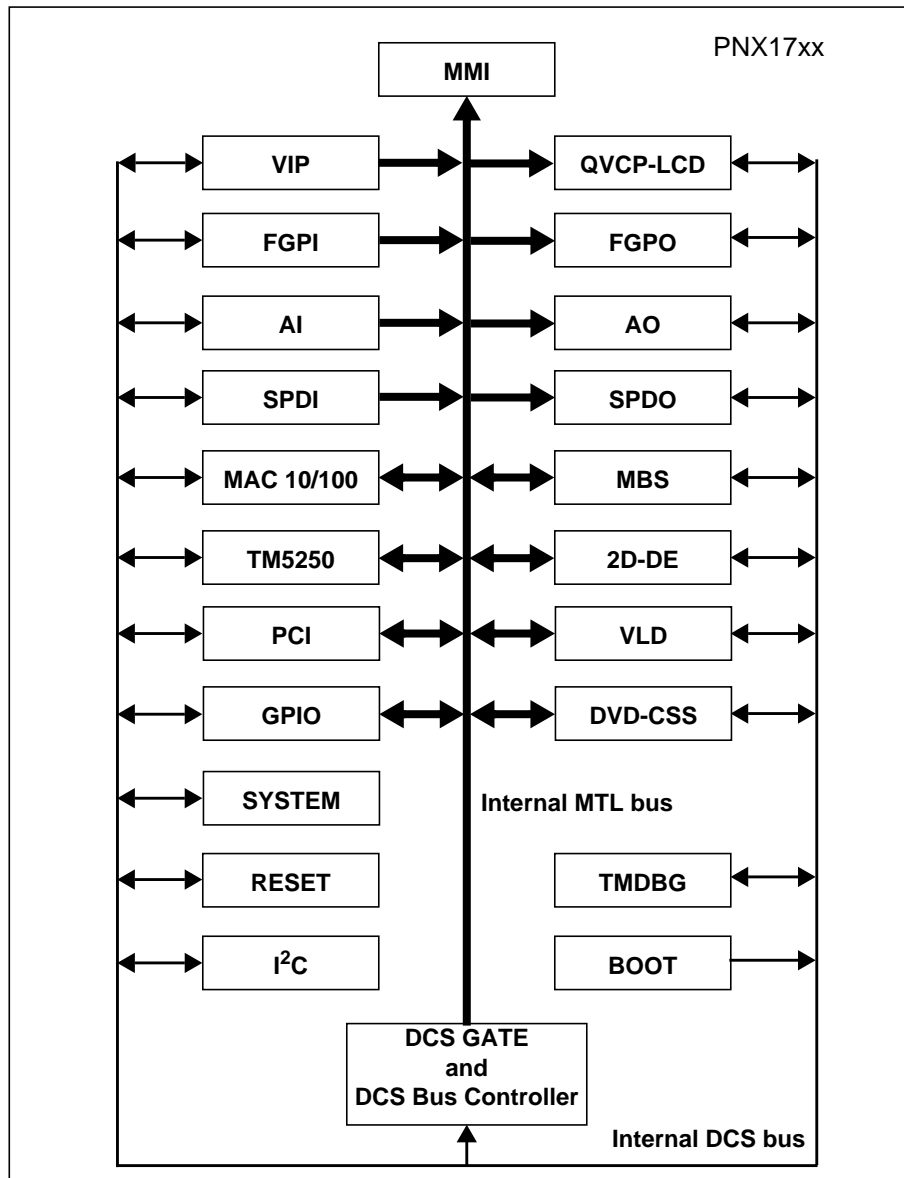 PNX17xx
MMI
VIP
QVCP-LCD
FGPI
FGPO
AI
AO
SPDI
SPDO
MAC 10/100
MBS
TM5250
2D-DE
PCI
VLD
GPIO
DVD-CSS
SYSTEM
Internal MTL bus
RESET
TMDBG
I²C
BOOT
DCS GATE
and
DCS Bus Controller
Internal DCS bus